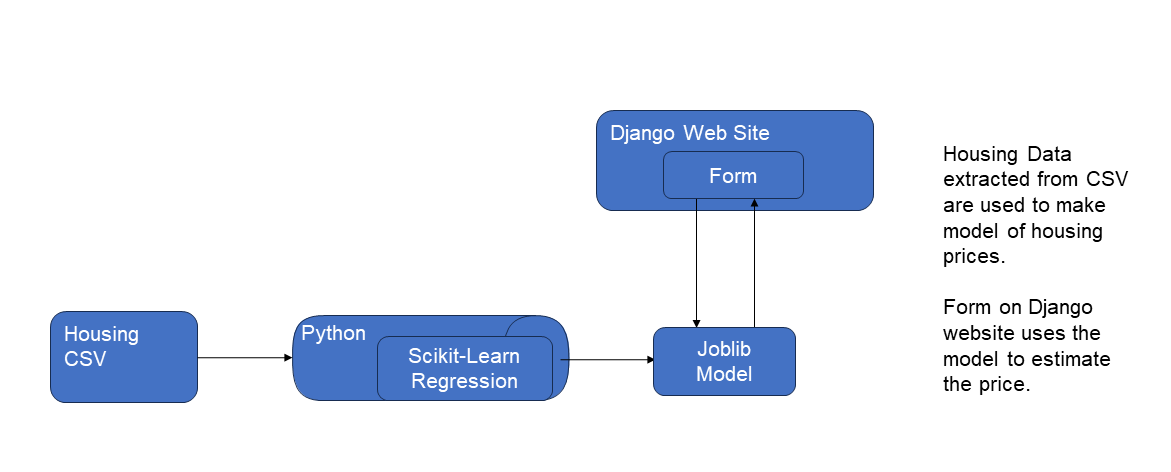 Django Web Site
Form
Housing
CSV
Python
Scikit-Learn
Regression
Joblib
Model
Housing Data
extracted from CSV
are used to make
model of housing
prices.
Form on Django
website uses the
model to estimate
the price.